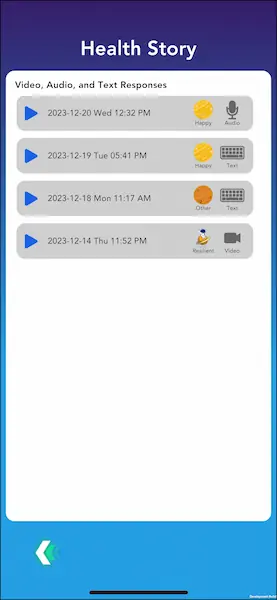 Health Story
Video, Audio, and Text Responses
2023-12-20 Wed 12:32 PM
Happy
Audio
2023-12-19 Tue 05:41 PM
Happy
Text
2023-12-18 Mon 11:17 AM
Other
Text
2023-12-14 Thu 11:52 PM
Resilient
Video
Development Build